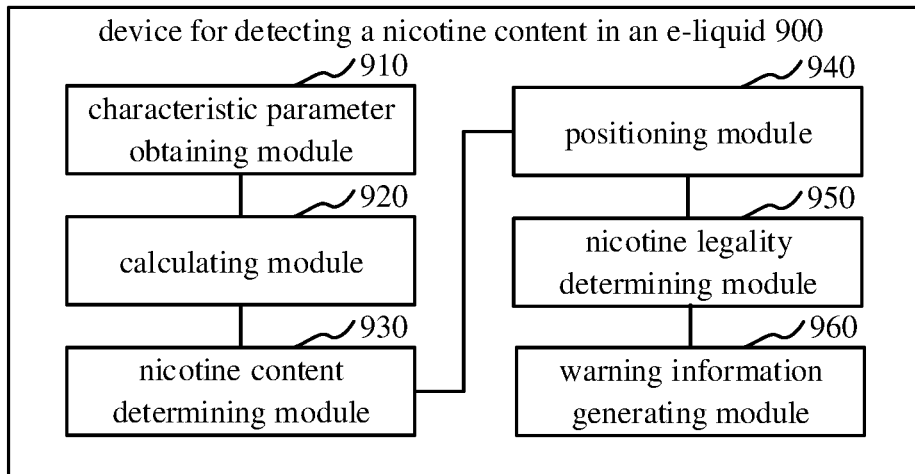 device for detecting a nicotine content in an e-liquid 900
910
characteristic parameter
obtaining module
920
calculating module
930
nicotine content
determining module
940
positioning module
950
nicotine legality
determining module
960
warning information
generating module